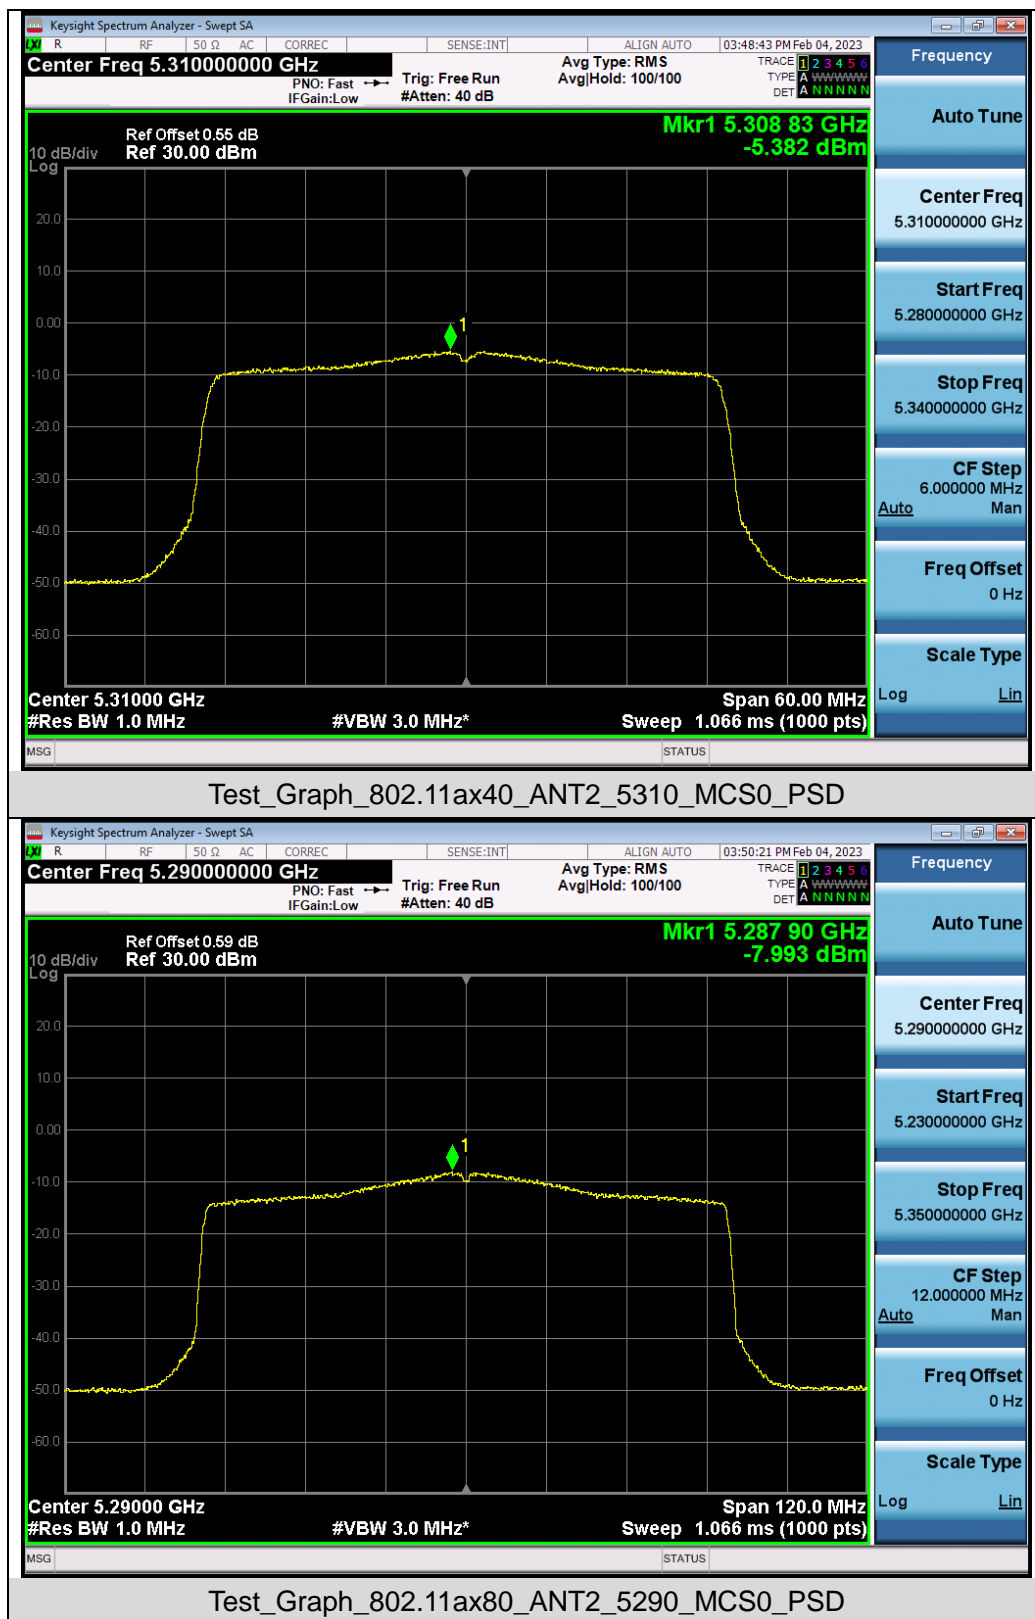 Keysight Spectrum Analyzer - Swept SA
LXI R RF 50 Ω AC CORREC SENSE:INT ALIGN AUTO 03:48:43 PM Feb 04, 2023
Center Freq 5.310000000 GHz
PNO: Fast Trig: Free Run Avg Type: RMS TRACE 1 2 3 4 5 6
IFGain:Low #Atten: 40 dB Avg|Hold: 100/100 TYPE A WWWWW
DET A N N N N N
Frequency
Ref Offset 0.55 dB Mkr1 5.308 83 GHz
10 dB/div Ref 30.00 dBm -5.382 dBm
Log
20.0
10.0
0.00
-10.0
-20.0
-30.0
-40.0
-50.0
-60.0
1
Center 5.31000 GHz Span 60.00 MHz
#Res BW 1.0 MHz #VBW 3.0 MHz* Sweep 1.066 ms (1000 pts)
Auto Tune
Center Freq
5.310000000 GHz
Start Freq
5.280000000 GHz
Stop Freq
5.340000000 GHz
CF Step
6.000000 MHz
Auto Man
Freq Offset
0 Hz
Scale Type
Log Lin
MSG STATUS
Test_Graph_802.11ax40_ANT2_5310_MCS0_PSD
Keysight Spectrum Analyzer - Swept SA
LXI R RF 50 Ω AC CORREC SENSE:INT ALIGN AUTO 03:50:21 PM Feb 04, 2023
Center Freq 5.290000000 GHz
PNO: Fast Trig: Free Run Avg Type: RMS TRACE 1 2 3 4 5 6
IFGain:Low #Atten: 40 dB Avg|Hold: 100/100 TYPE A WWWWW
DET A N N N N N
Frequency
Ref Offset 0.59 dB Mkr1 5.287 90 GHz
10 dB/div Ref 30.00 dBm -7.993 dBm
Log
20.0
10.0
0.00
-10.0
-20.0
-30.0
-40.0
-50.0
-60.0
1
Center 5.29000 GHz Span 120.0 MHz
#Res BW 1.0 MHz #VBW 3.0 MHz* Sweep 1.066 ms (1000 pts)
Auto Tune
Center Freq
5.290000000 GHz
Start Freq
5.230000000 GHz
Stop Freq
5.350000000 GHz
CF Step
12.000000 MHz
Auto Man
Freq Offset
0 Hz
Scale Type
Log Lin
MSG STATUS
Test_Graph_802.11ax80_ANT2_5290_MCS0_PSD